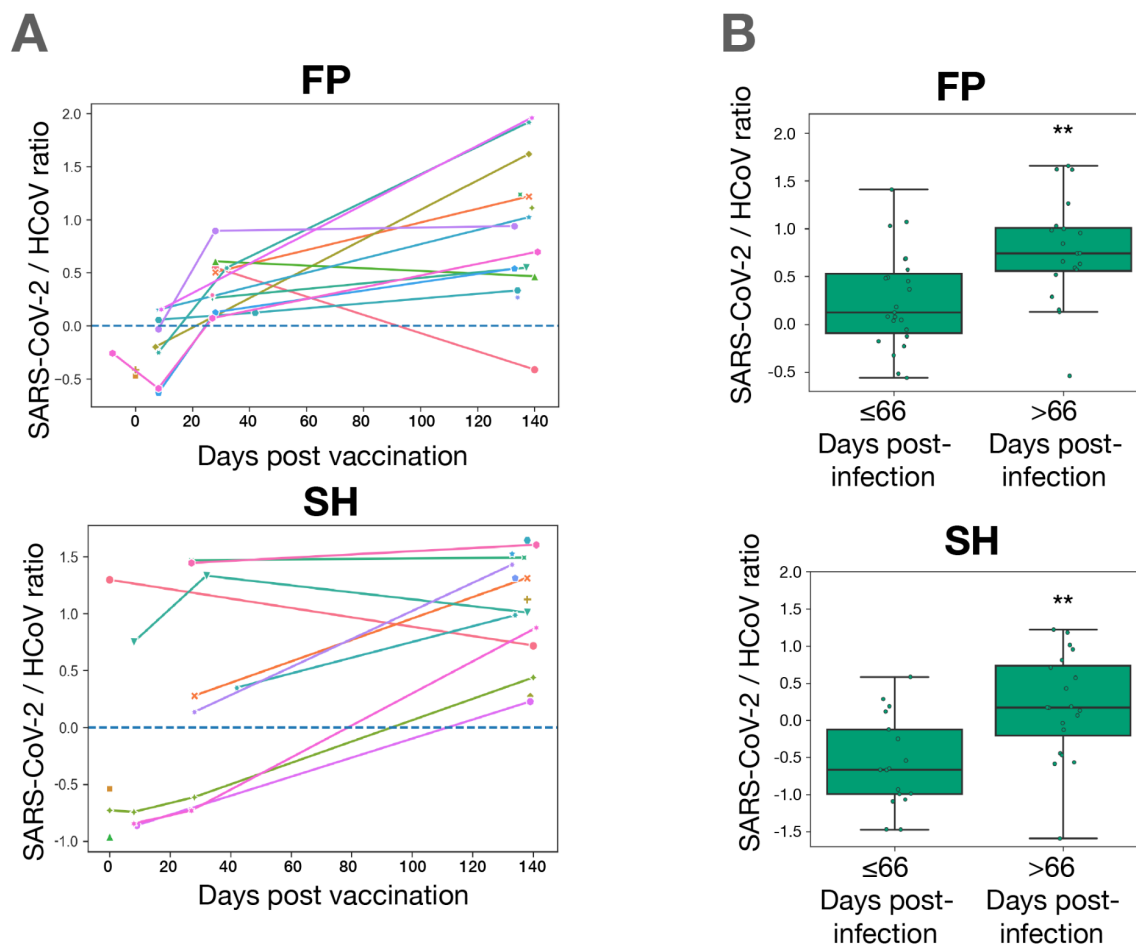 A
FP
SARS-CoV-2 / HCoV ratio
2.0
1.5
1.0
0.5
0.0
-0.5
0 20 40 60 80 100 120 140
Days post vaccination
SH
SARS-CoV-2 / HCoV ratio
1.5
1.0
0.5
0.0
-0.5
-1.0
0 20 40 60 80 100 120 140
Days post vaccination
B
FP
SARS-CoV-2 / HCoV ratio
2.0
1.5
1.0
0.5
0.0
-0.5
**
≤66 >66
Days post- Days post-
infection infection
SH
SARS-CoV-2 / HCoV ratio
2.0
1.5
1.0
0.5
0.0
-0.5
-1.0
-1.5
**
≤66 >66
Days post- Days post-
infection infection